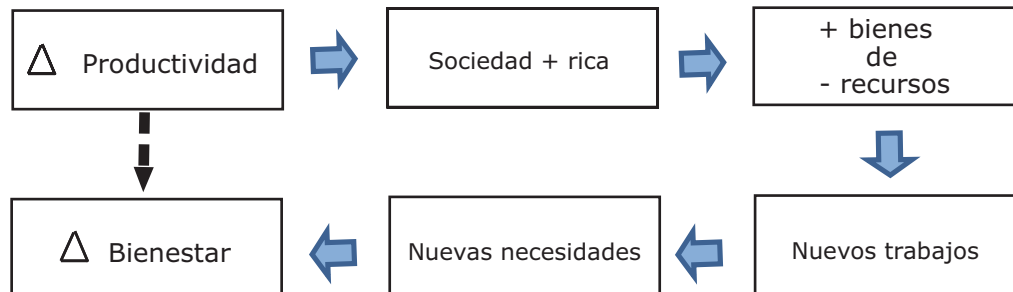 Δ Productividad
Sociedad + rica
+ bienes
de
- recursos
Δ Bienestar
Nuevas necesidades
Nuevos trabajos